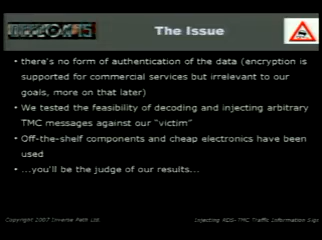 The Issue
• there's no form of authentication of the data (encryption is
supported for commercial services but irrelevant to our
goals, more on that later)
• We tested the feasibility of decoding and injecting arbitrary
TMC messages against our "victim"
• Off-the-shelf components and cheap electronics have been
used
• ...you'll be the judge of our results...
Copyright 2007 Inverse Path Ltd.
Injecting RDS-TMC Traffic Information Sign